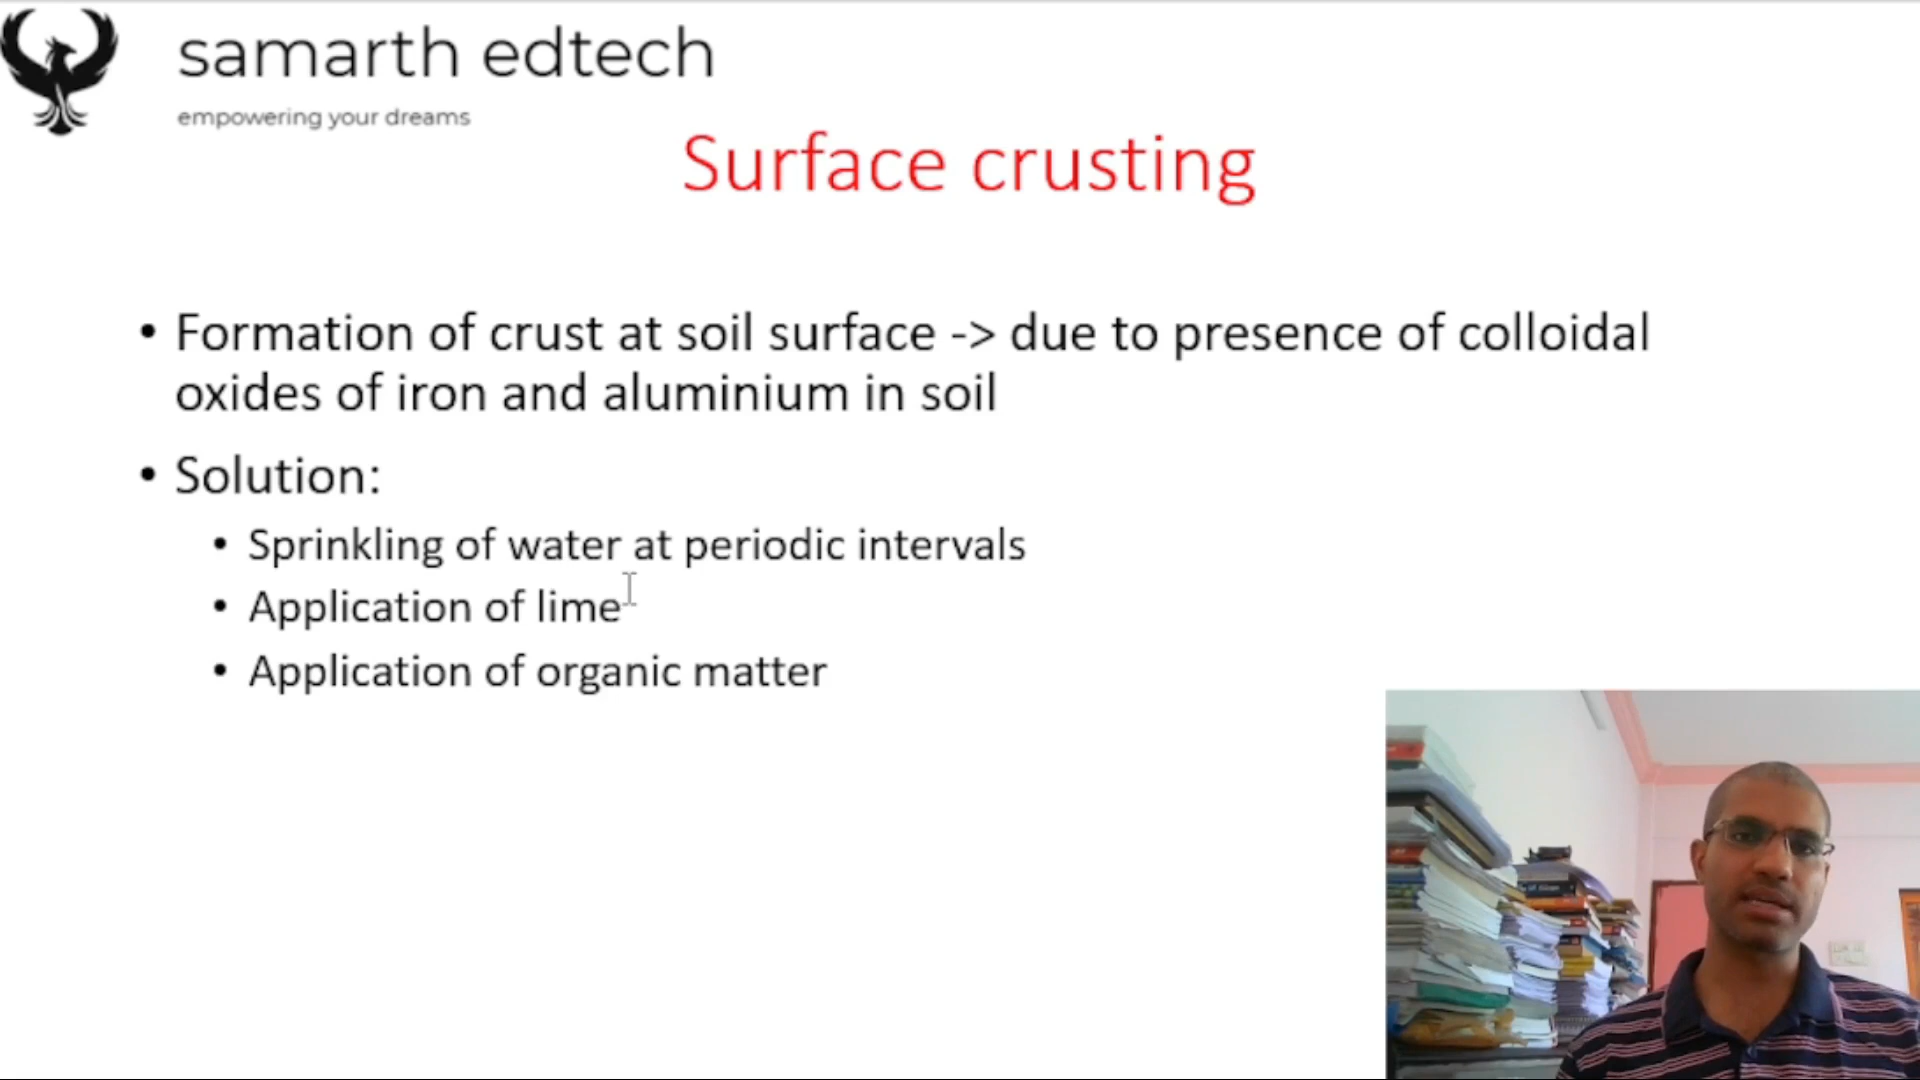 samarth edtech
empowering your dreams
Surface crusting
• Formation of crust at soil surface -> due to presence of colloidal
oxides of iron and aluminium in soil
• Solution:
• Sprinkling of water at periodic intervals
• Application of lime
• Application of organic matter